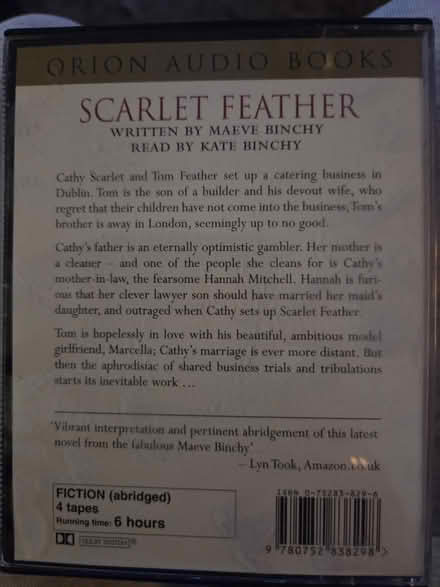 ORION AUDIO BOOKS
SCARLET FEATHER
WRITTEN BY MAEVE BINCHY
READ BY KATE BINCHY
Cathy Scarlet and Tom Feather set up a catering business in
Dublin. Tom is the son of a builder and his devout wife, who
regret that their children have not come into the business; Tom's
brother is away in London, seemingly up to no good.
Cathy's father is an eternally optimistic gambler. Her mother is
a cleaner – and one of the people she cleans for is Cathy's
mother-in-law, the fearsome Hannah Mitchell. Hannah is furi-
ous that her clever lawyer son should have married her maid's
daughter, and outraged when Cathy sets up Scarlet Feather
Tom is hopelessly in love with his beautiful, ambitious model
girlfriend, Marcella; Cathy's marriage is ever more distant. But
then the aphrodisiac of shared business trials and tribulations
starts its inevitable work ...
'Vibrant interpretation and pertinent abridgement of this latest
novel from the fabulous Maeve Binchy'
– Lyn Took, Amazon.co.uk
FICTION (abridged)
4 tapes
Running time: 6 hours
DOLBY SYSTEM
ISBN 0-75283-829-6
9 780752 838298 >